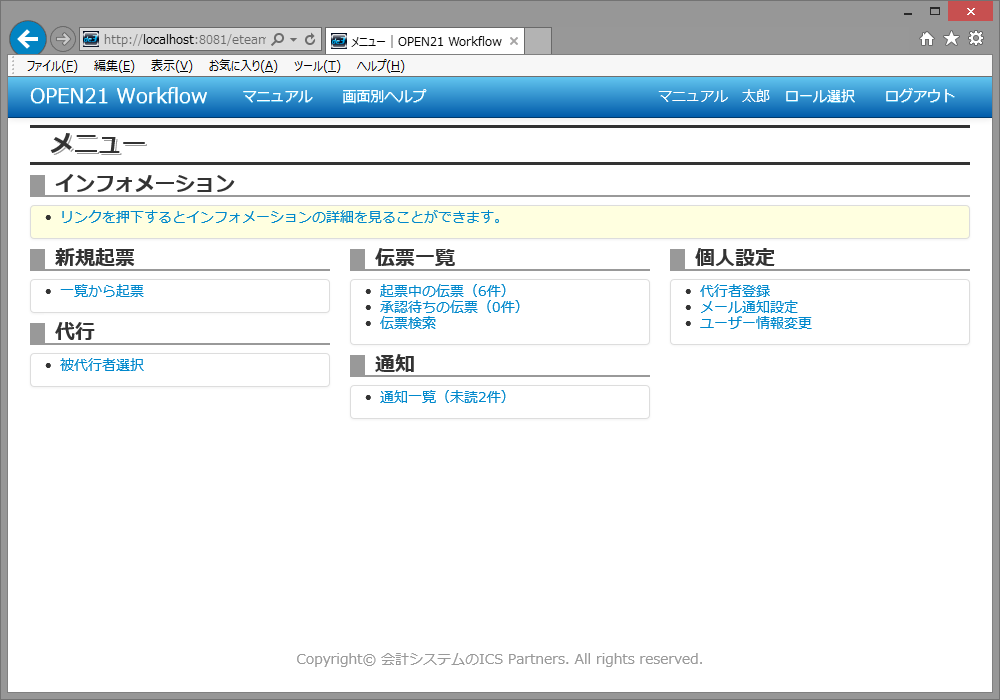 http://localhost:8081/eteam
メニュー | OPEN21 Workflow
ファイル(F) 編集(E) 表示(V) お気に入り(A) ツール(T) ヘルプ(H)
OPEN21 Workflow マニュアル 画面別ヘルプ マニュアル 太郎 ロール選択 ログアウト
メニュー
インフォメーション
リンクを押下するとインフォメーションの詳細を見ることができます。
新規起票
一覧から起票
代行
被代行者選択
伝票一覧
起票中の伝票（6件）
承認待ちの伝票（0件）
伝票検索
通知
通知一覧（未読2件）
個人設定
代行者登録
メール通知設定
ユーザー情報変更
Copyright© 会計システムのICS Partners. All rights reserved.